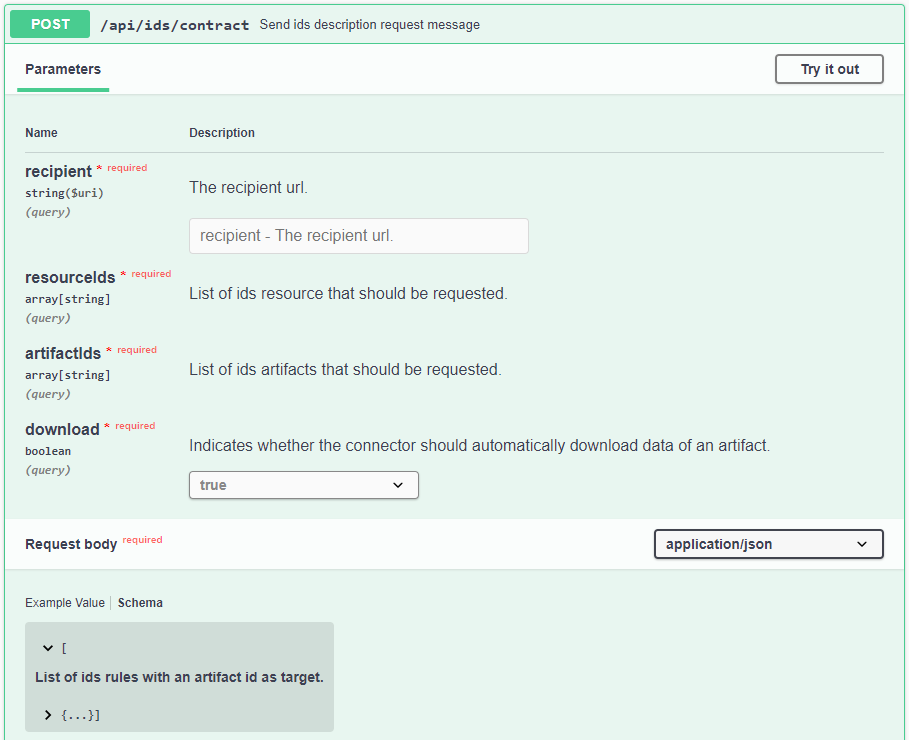 POST /api/ids/contract Send ids description request message
Parameters Try it out
Name Description
recipient * required
string($uri)
(query)
The recipient url.
recipient - The recipient url.
resourceIds * required
array[string]
(query)
List of ids resource that should be requested.
artifactIds * required
array[string]
(query)
List of ids artifacts that should be requested.
download * required
boolean
(query)
Indicates whether the connector should automatically download data of an artifact.
true
Request body required application/json
Example Value Schema
[
List of ids rules with an artifact id as target.
{...}]